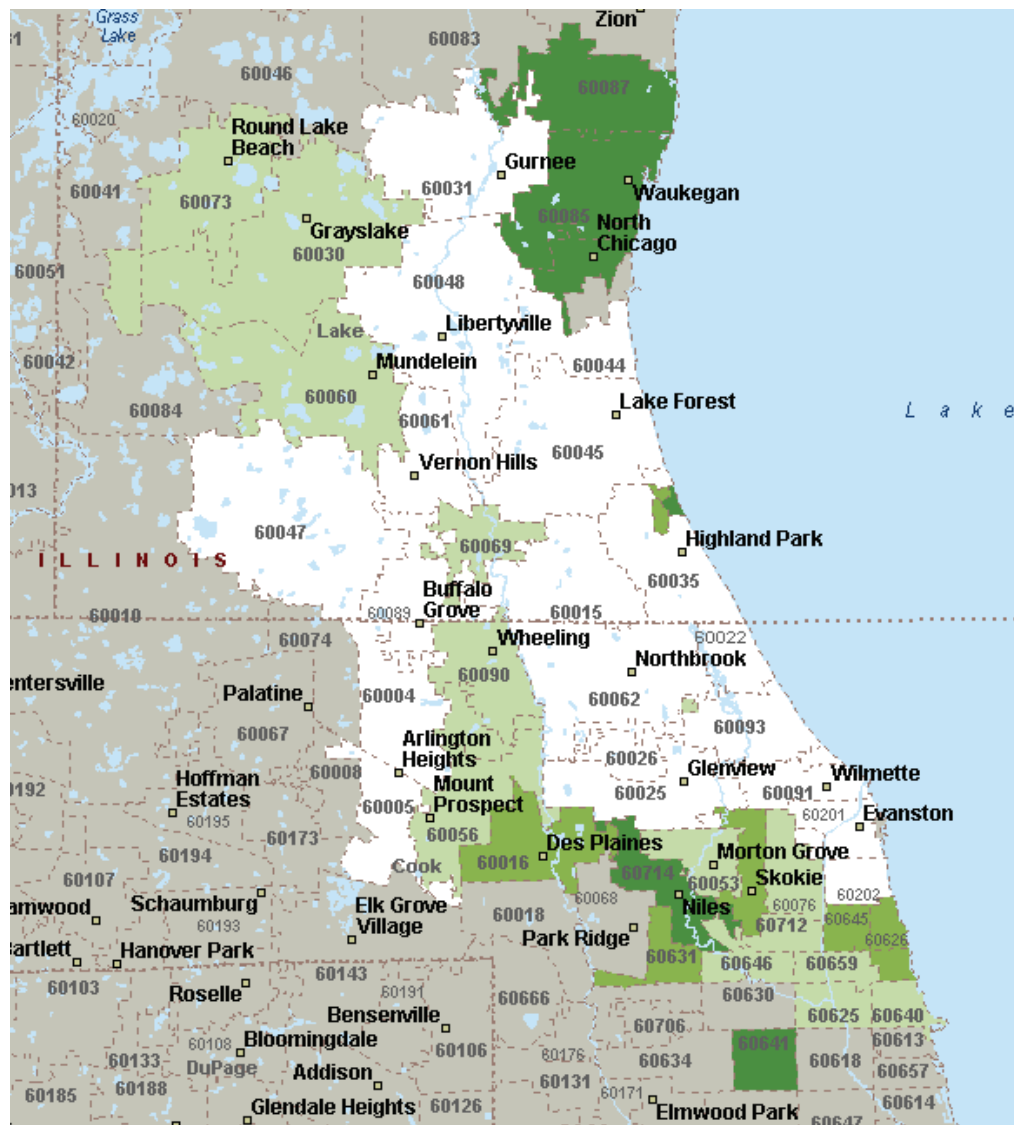 Grass
Lake
Zion
60083
60046
60087
60020
Round Lake
Beach
Gurnee
60041
60073
60031
Waukegan
60085
North
Chicago
Grayslake
60030
60051
60048
Lake
Libertyville
60042
Mundelein
60044
60060
Lake Forest
60084
60061
L a k e
60045
Vernon Hills
013
60047
60069
Highland Park
I L L I N O I S
60035
Buffalo
Grove
60010
60089
60015
60074
60022
Wheeling
Northbrook
entersville
Palatine
60004
60090
60062
60067
60093
Arlington
Heights
60026
60008
Glenview
Wilmette
Hoffman
Estates
Mount
Prospect
60025
60091
0192
60195
60005
60201
Evanston
60173
60056
Des Plaines
60194
Cook
60016
Morton Grove
60107
60714
60053
Skokie
Schaumburg
60068
60202
amwood
60193
Elk Grove
Village
60018
Niles
60076
60645
Park Ridge
60712
60626
Bartlett
Hanover Park
60631
60646
60659
60143
60103
Roselle
60191
60666
60630
Bensenville
60706
60625
60640
60108
Bloomingdale
60106
60641
60613
60133
DuPage
60176
60634
60618
60185
60188
Addison
60131
60657
60171
Glendale Heights
60126
Elmwood Park
60614
60647